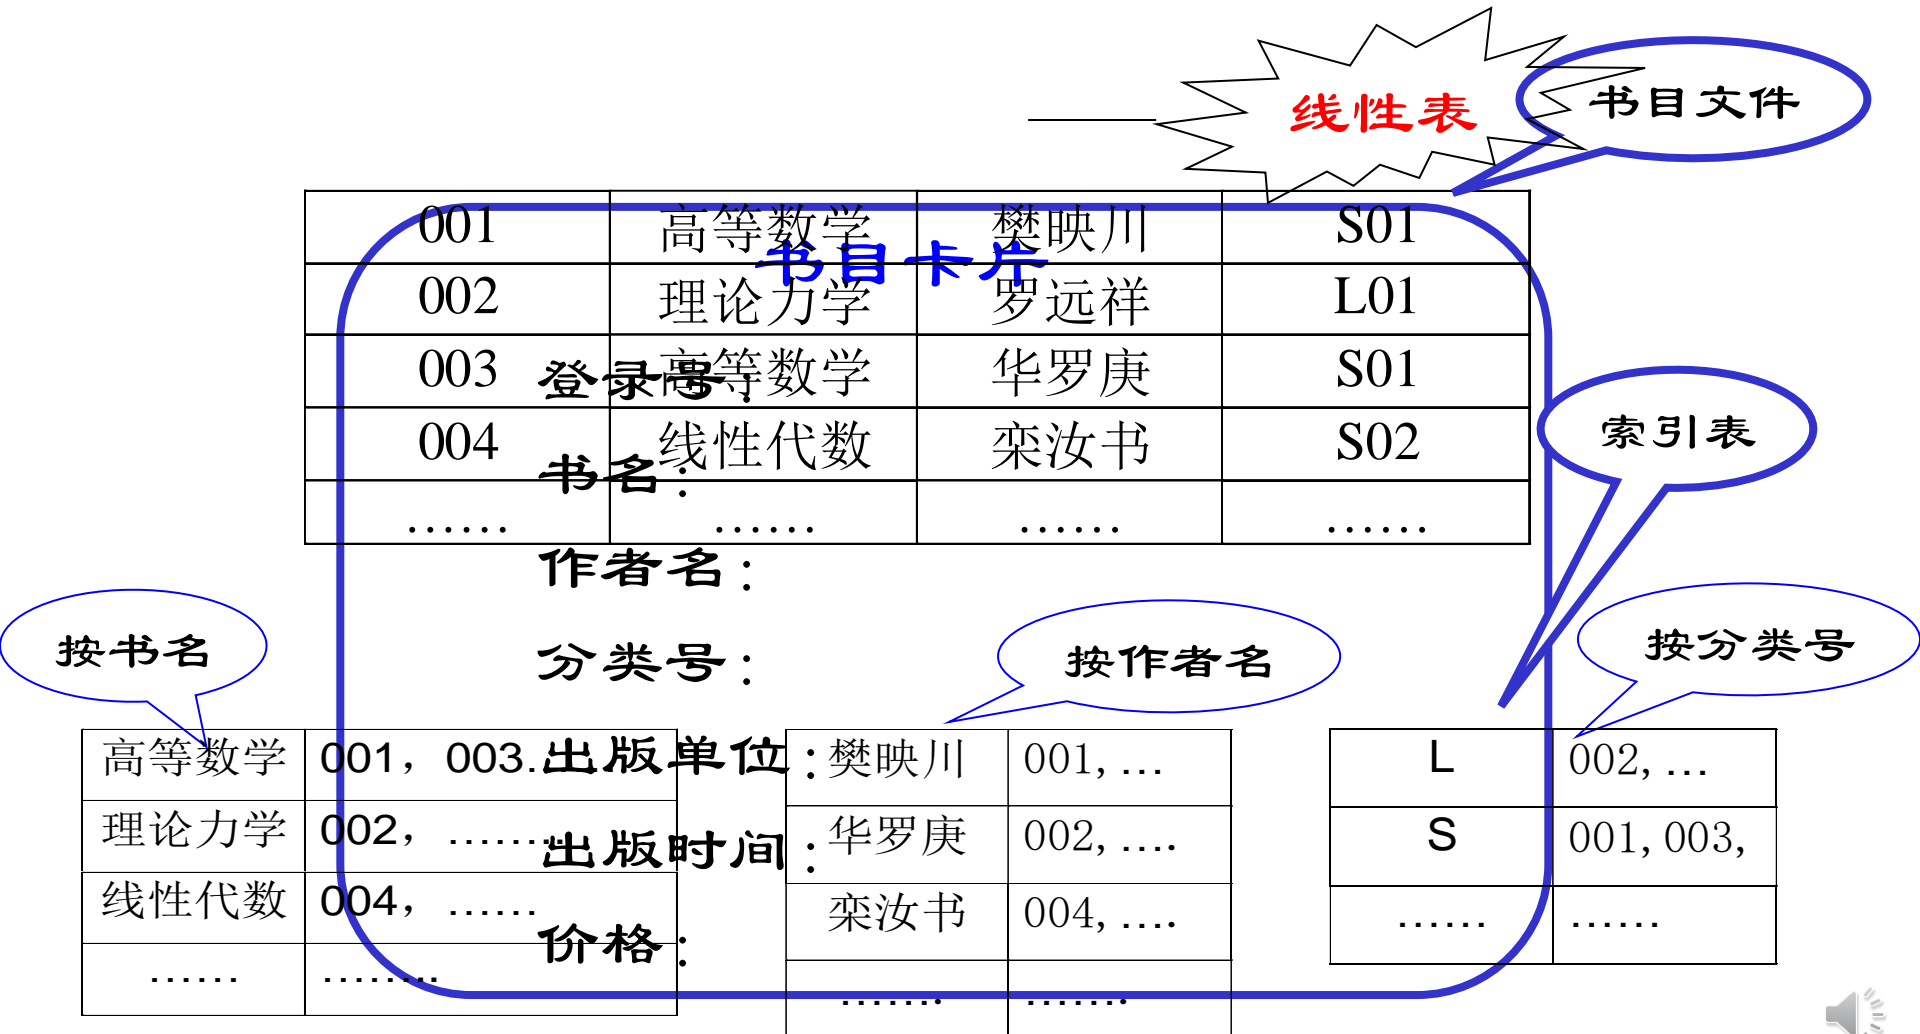 线性表
书目文件
001 高等数学 樊映川 S01
书目卡片
002 理论力学 罗远祥 L01
003 高等数学 华罗庚 S01
登录号：
004 线性代数 栾汝书 S02
书名：
…… …… …… ……
索引表
作者名：
分类号：
出版单位：
出版时间：
价格：
按书名
高等数学 001，003……
理论力学 002，……
线性代数 004，……
…… ……..
按作者名
樊映川 001,…
华罗庚 002,….
栾汝书 004,….
……. …….
按分类号
L 002,…
S 001,003,
…… ……